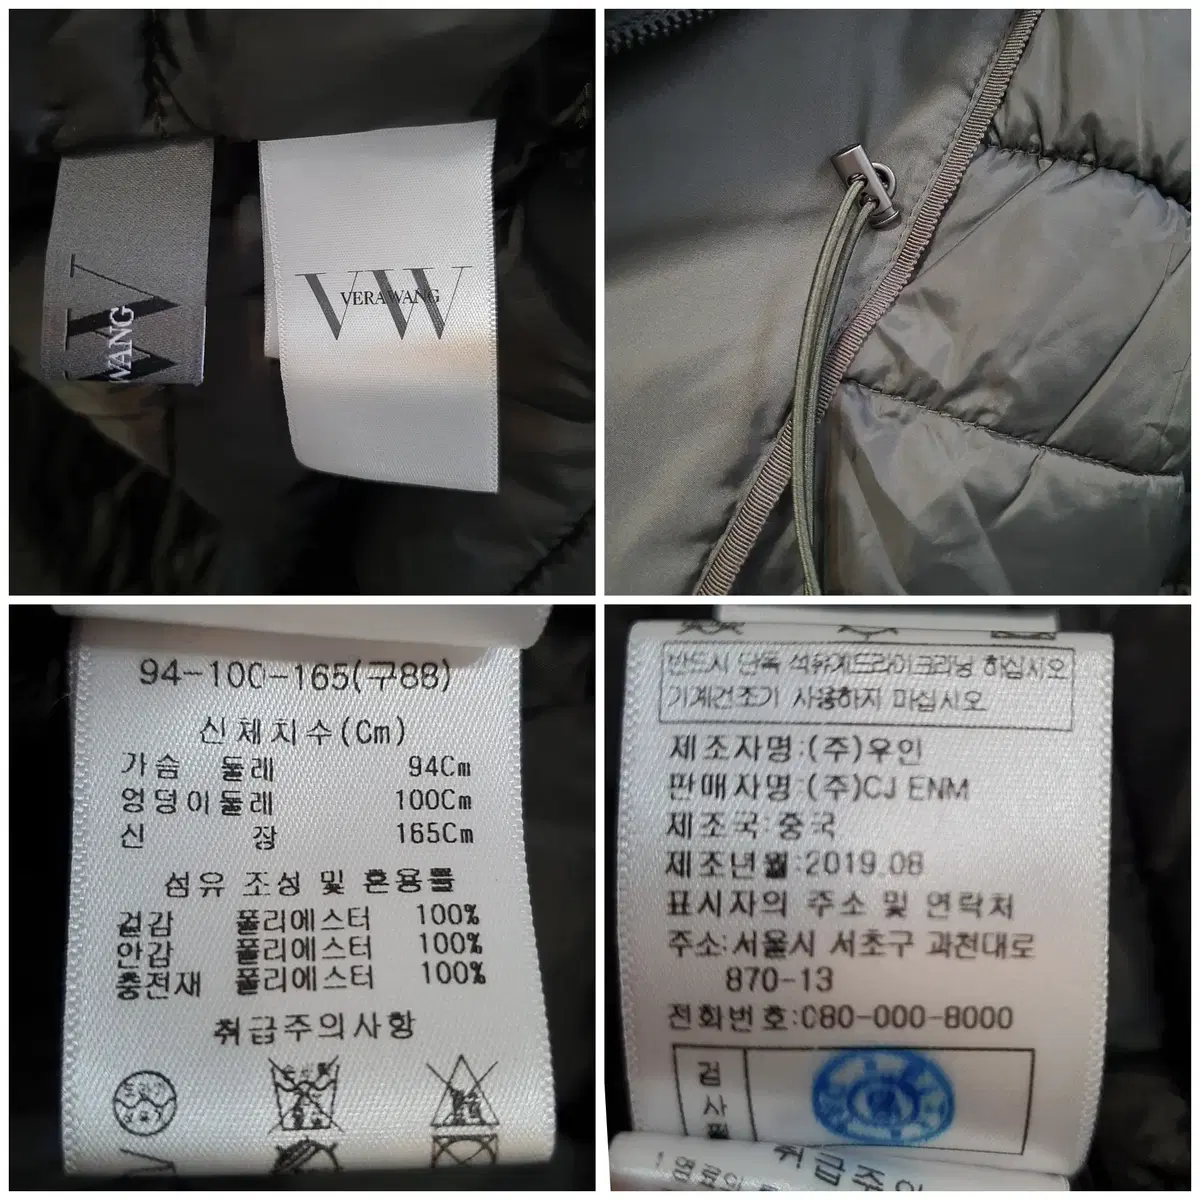 WANG
VW
VERAWANG
94-100-165(구88)
신체치수(Cm)
가슴 둘레 94Cm
엉덩이둘레 100Cm
신 장 165Cm
섬유 조성 및 혼용률
겉감 폴리에스터 100%
안감 폴리에스터 100%
충전재 폴리에스터 100%
취급주의사항
반드시 단독 석유계드라이크리닝 하십시오
기계건조기 사용하지 마십시오
제조자명:(주)우인
판매자명:(주)CJ ENM
제조국:중국
제조년월:2019.08
표시자의 주소 및 연락처
주소:서울시 서초구 과천대로
870-13
전화번호:080-000-8000
검
사
필
취급주의